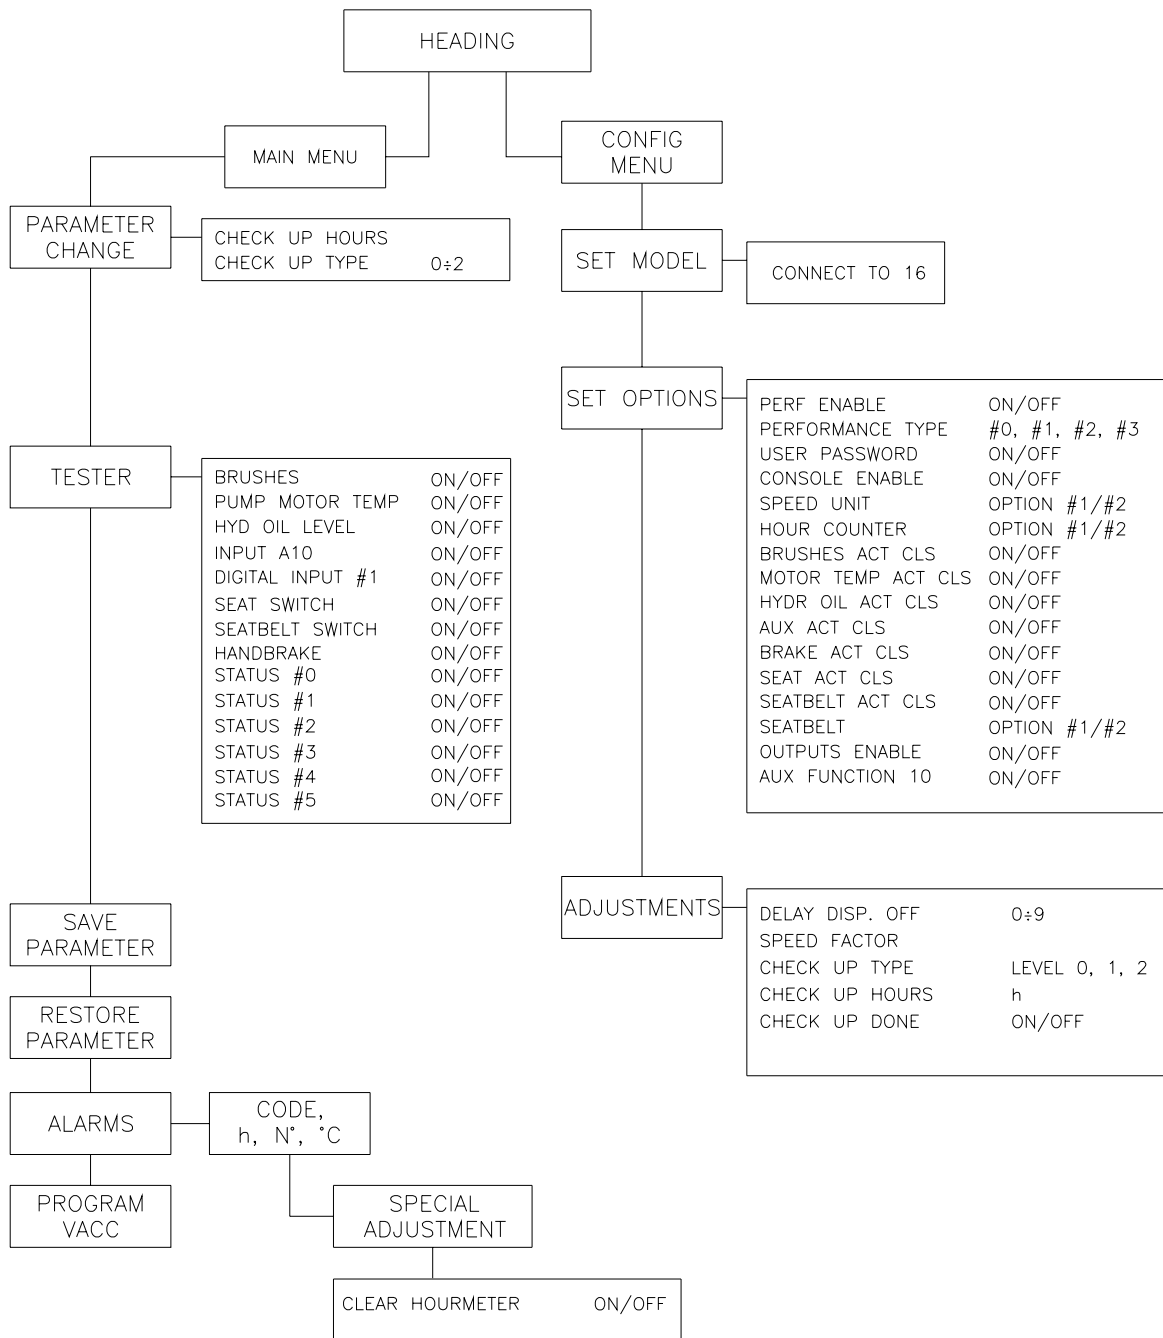 HEADING
MAIN MENU
CONFIG
MENU
PARAMETER
CHANGE
CHECK UP HOURS
CHECK UP TYPE 0÷2
SET MODEL
CONNECT TO 16
SET OPTIONS
PERF ENABLE ON/OFF
PERFORMANCE TYPE #0, #1, #2, #3
USER PASSWORD ON/OFF
CONSOLE ENABLE ON/OFF
SPEED UNIT OPTION #1/#2
HOUR COUNTER OPTION #1/#2
BRUSHES ACT CLS ON/OFF
MOTOR TEMP ACT CLS ON/OFF
HYDR OIL ACT CLS ON/OFF
AUX ACT CLS ON/OFF
BRAKE ACT CLS ON/OFF
SEAT ACT CLS ON/OFF
SEATBELT ACT CLS ON/OFF
SEATBELT OPTION #1/#2
OUTPUTS ENABLE ON/OFF
AUX FUNCTION 10 ON/OFF
TESTER
BRUSHES ON/OFF
PUMP MOTOR TEMP ON/OFF
HYD OIL LEVEL ON/OFF
INPUT A10 ON/OFF
DIGITAL INPUT #1 ON/OFF
SEAT SWITCH ON/OFF
SEATBELT SWITCH ON/OFF
HANDBRAKE ON/OFF
STATUS #0 ON/OFF
STATUS #1 ON/OFF
STATUS #2 ON/OFF
STATUS #3 ON/OFF
STATUS #4 ON/OFF
STATUS #5 ON/OFF
ADJUSTMENTS
DELAY DISP. OFF 0÷9
SPEED FACTOR
CHECK UP TYPE LEVEL 0, 1, 2
CHECK UP HOURS h
CHECK UP DONE ON/OFF
SAVE
PARAMETER
RESTORE
PARAMETER
ALARMS
CODE,
h, N°, °C
PROGRAM
VACC
SPECIAL
ADJUSTMENT
CLEAR HOURMETER ON/OFF